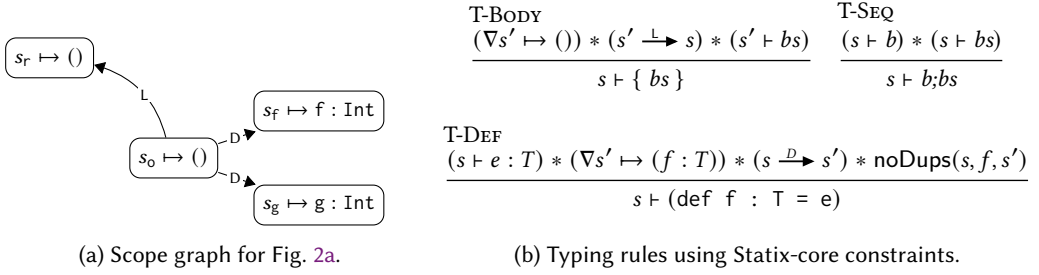 s_r ↦ ()
L
s_o ↦ ()
D
s_f ↦ f : Int
D
s_g ↦ g : Int
(a) Scope graph for Fig. 2a.
T-Body
(∇s′ ↦ ()) ∗ (s′ —L→ s) ∗ (s′ ⊢ bs)
s ⊢ { bs }
T-Seq
(s ⊢ b) ∗ (s ⊢ bs)
s ⊢ b;bs
T-Def
(s ⊢ e : T) ∗ (∇s′ ↦ (f : T)) ∗ (s —D→ s′) ∗ noDups(s, f, s′)
s ⊢ (def f : T = e)
(b) Typing rules using Statix-core constraints.